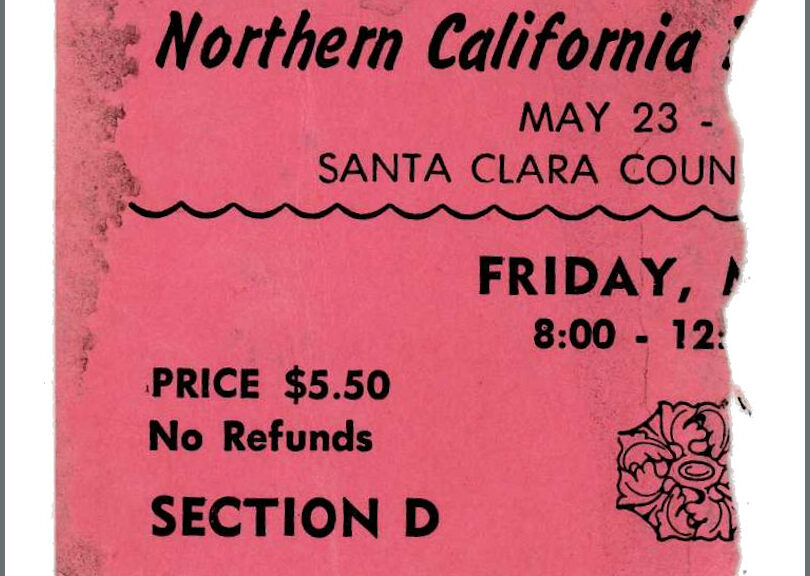 Northern California
MAY 23 -
SANTA CLARA COUN
FRIDAY,
8:00 - 12:
PRICE $5.50
No Refunds
SECTION D